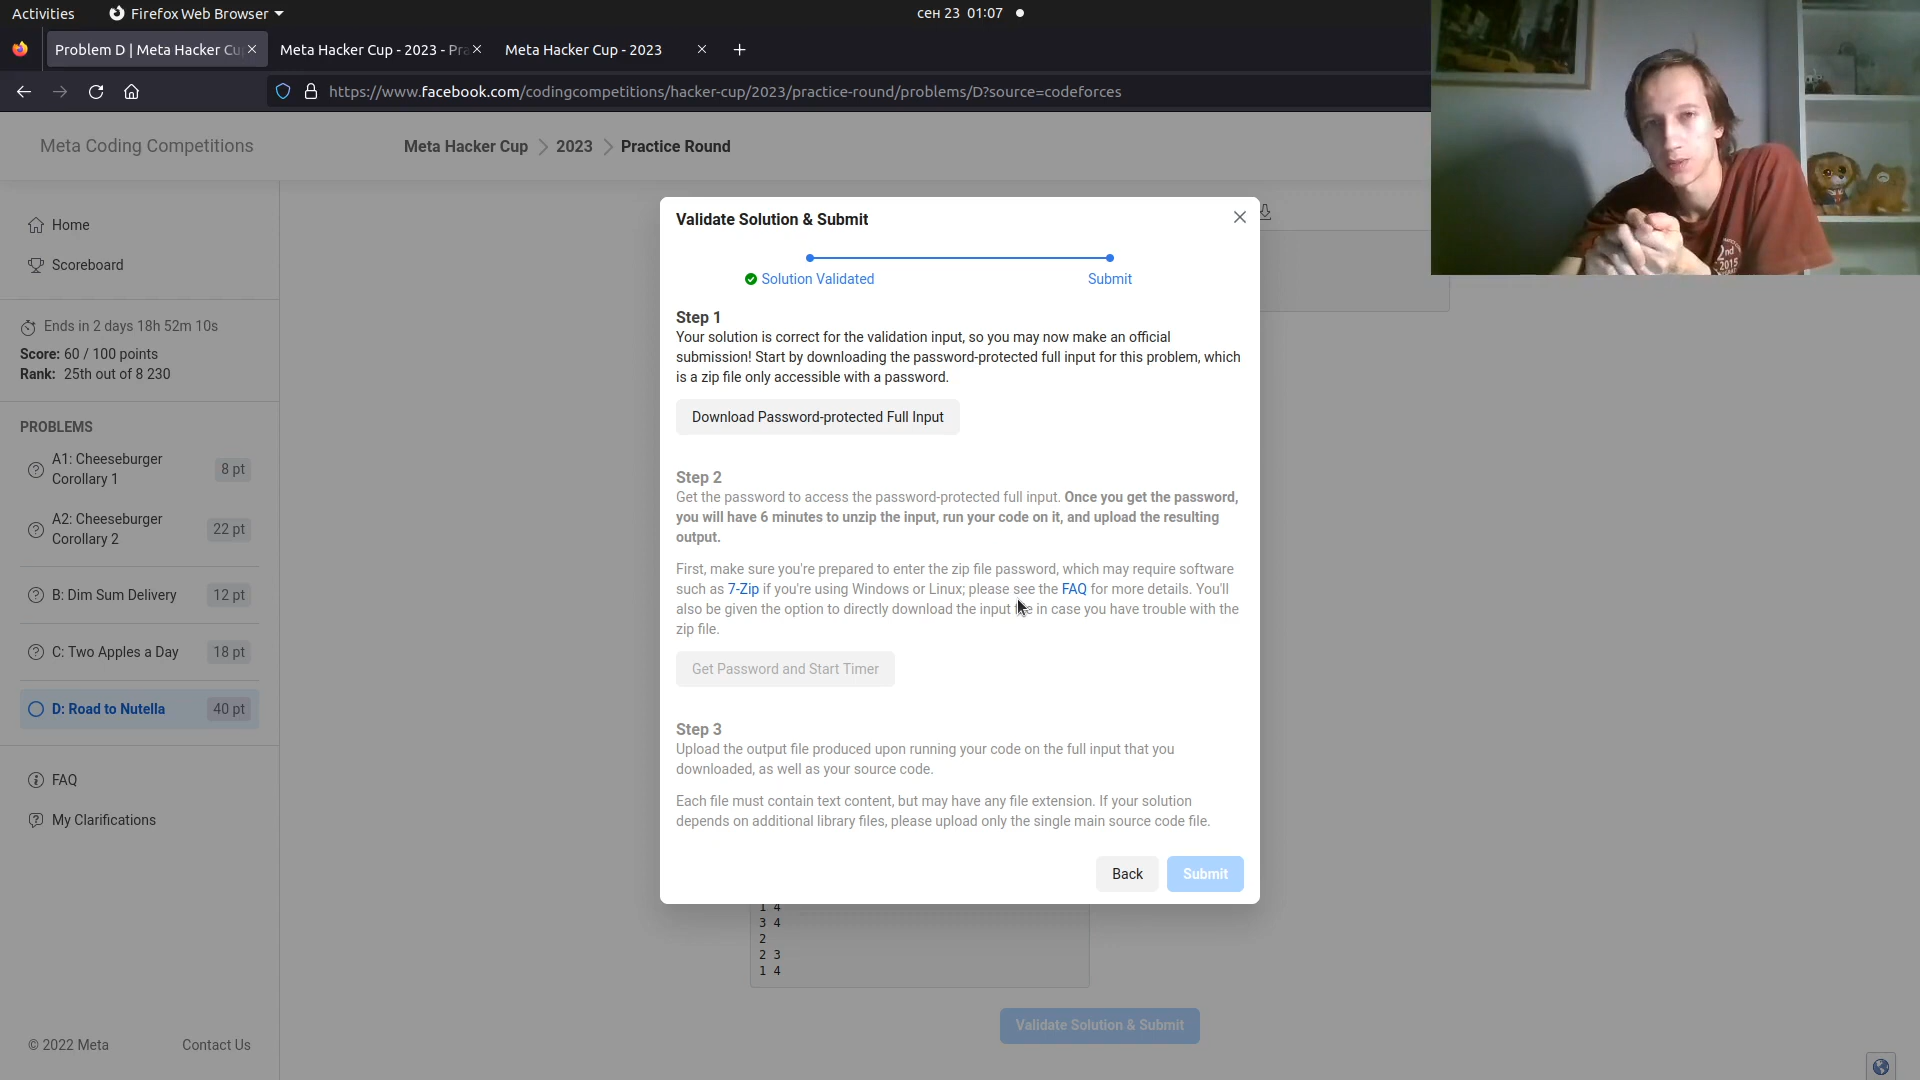 Activities
Firefox Web Browser
сен 23 01:07
Problem D | Meta Hacker Cu
Meta Hacker Cup - 2023 - Pra
Meta Hacker Cup - 2023
https://www.facebook.com/codingcompetitions/hacker-cup/2023/practice-round/problems/D?source=codeforces
Meta Coding Competitions
Meta Hacker Cup
2023
Practice Round
Home
Scoreboard
Ends in 2 days 18h 52m 10s
Score: 60 / 100 points
Rank: 25th out of 8 230
PROBLEMS
A1: Cheeseburger
Corollary 1
8 pt
A2: Cheeseburger
Corollary 2
22 pt
B: Dim Sum Delivery
12 pt
C: Two Apples a Day
18 pt
D: Road to Nutella
40 pt
FAQ
My Clarifications
© 2022 Meta
Contact Us
Validate Solution & Submit
Solution Validated
Submit
Step 1
Your solution is correct for the validation input, so you may now make an official
submission! Start by downloading the password-protected full input for this problem, which
is a zip file only accessible with a password.
Download Password-protected Full Input
Step 2
Get the password to access the password-protected full input. Once you get the password,
you will have 6 minutes to unzip the input, run your code on it, and upload the resulting
output.
First, make sure you're prepared to enter the zip file password, which may require software
such as 7-Zip if you're using Windows or Linux; please see the FAQ for more details. You'll
also be given the option to directly download the input file in case you have trouble with the
zip file.
Get Password and Start Timer
Step 3
Upload the output file produced upon running your code on the full input that you
downloaded, as well as your source code.
Each file must contain text content, but may have any file extension. If your solution
depends on additional library files, please upload only the single main source code file.
Back
Submit
1 4
3 4
2
2 3
1 4
Validate Solution & Submit
2nd
2015